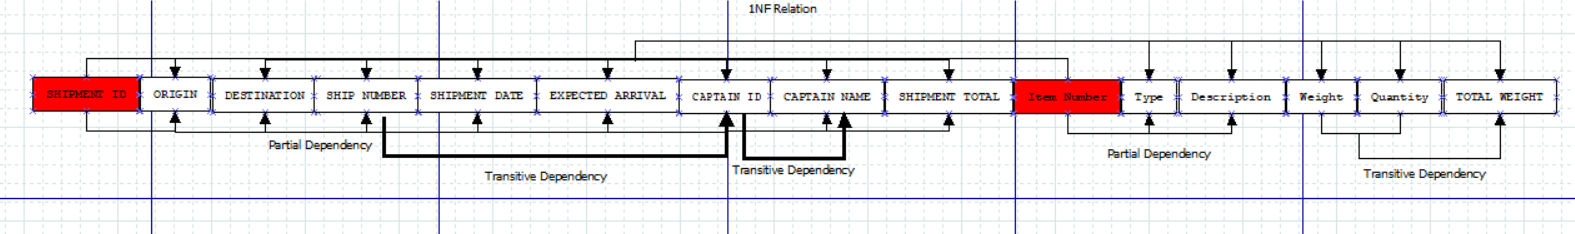 1NF Relation
SHIPMENT ID ORIGIN DESTINATION SHIP NUMBER SHIPMENT DATE EXPECTED ARRIVAL CAPTAIN ID CAPTAIN NAME SHIPMENT TOTAL Item Number Type Description Weight Quantity TOTAL WEIGHT
Partial Dependency
Transitive Dependency
Transitive Dependency
Partial Dependency
Transitive Dependency